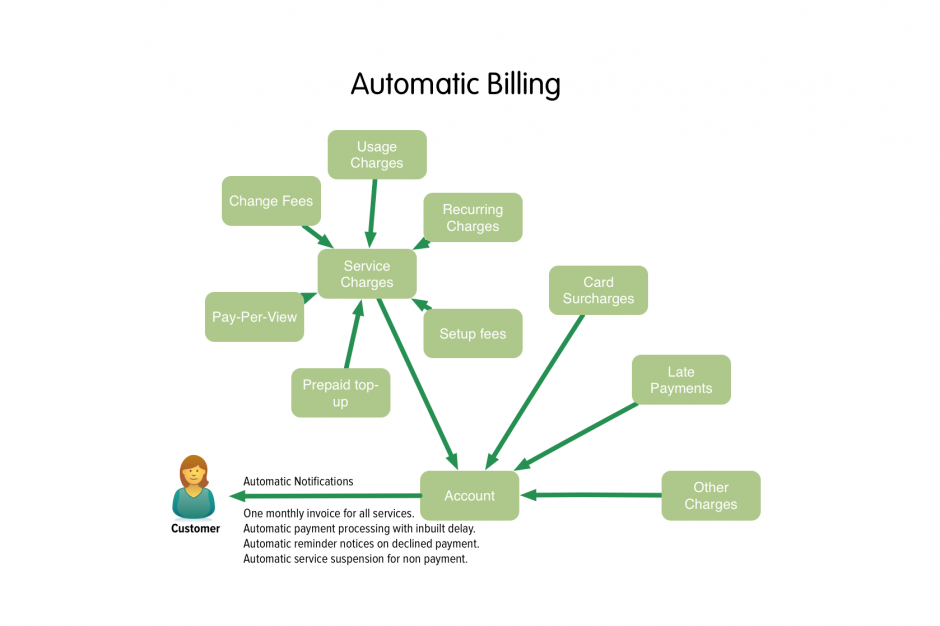 Automatic Billing
Usage
Charges
Change Fees
Recurring
Charges
Service
Charges
Card
Surcharges
Pay-Per-View
Setup fees
Late
Payments
Prepaid top-
up
Automatic Notifications
Account
Other
Charges
Customer
One monthly invoice for all services.
Automatic payment processing with inbuilt delay.
Automatic reminder notices on declined payment.
Automatic service suspension for non payment.